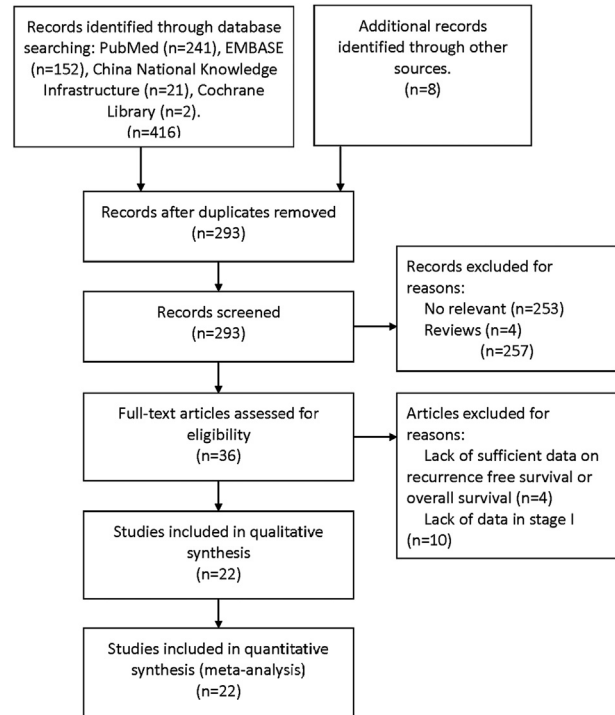 Records identified through database
searching: PubMed (n=241), EMBASE
(n=152), China National Knowledge
Infrastructure (n=21), Cochrane
Library (n=2).
(n=416)
Additional records
identified through other
sources.
(n=8)
Records after duplicates removed
(n=293)
Records screened
(n=293)
Records excluded for
reasons:
No relevant (n=253)
Reviews (n=4)
(n=257)
Full-text articles assessed for
eligibility
(n=36)
Articles excluded for
reasons:
Lack of sufficient data on
recurrence free survival or
overall survival (n=4)
Lack of data in stage I
(n=10)
Studies included in qualitative
synthesis
(n=22)
Studies included in quantitative
synthesis (meta-analysis)
(n=22)